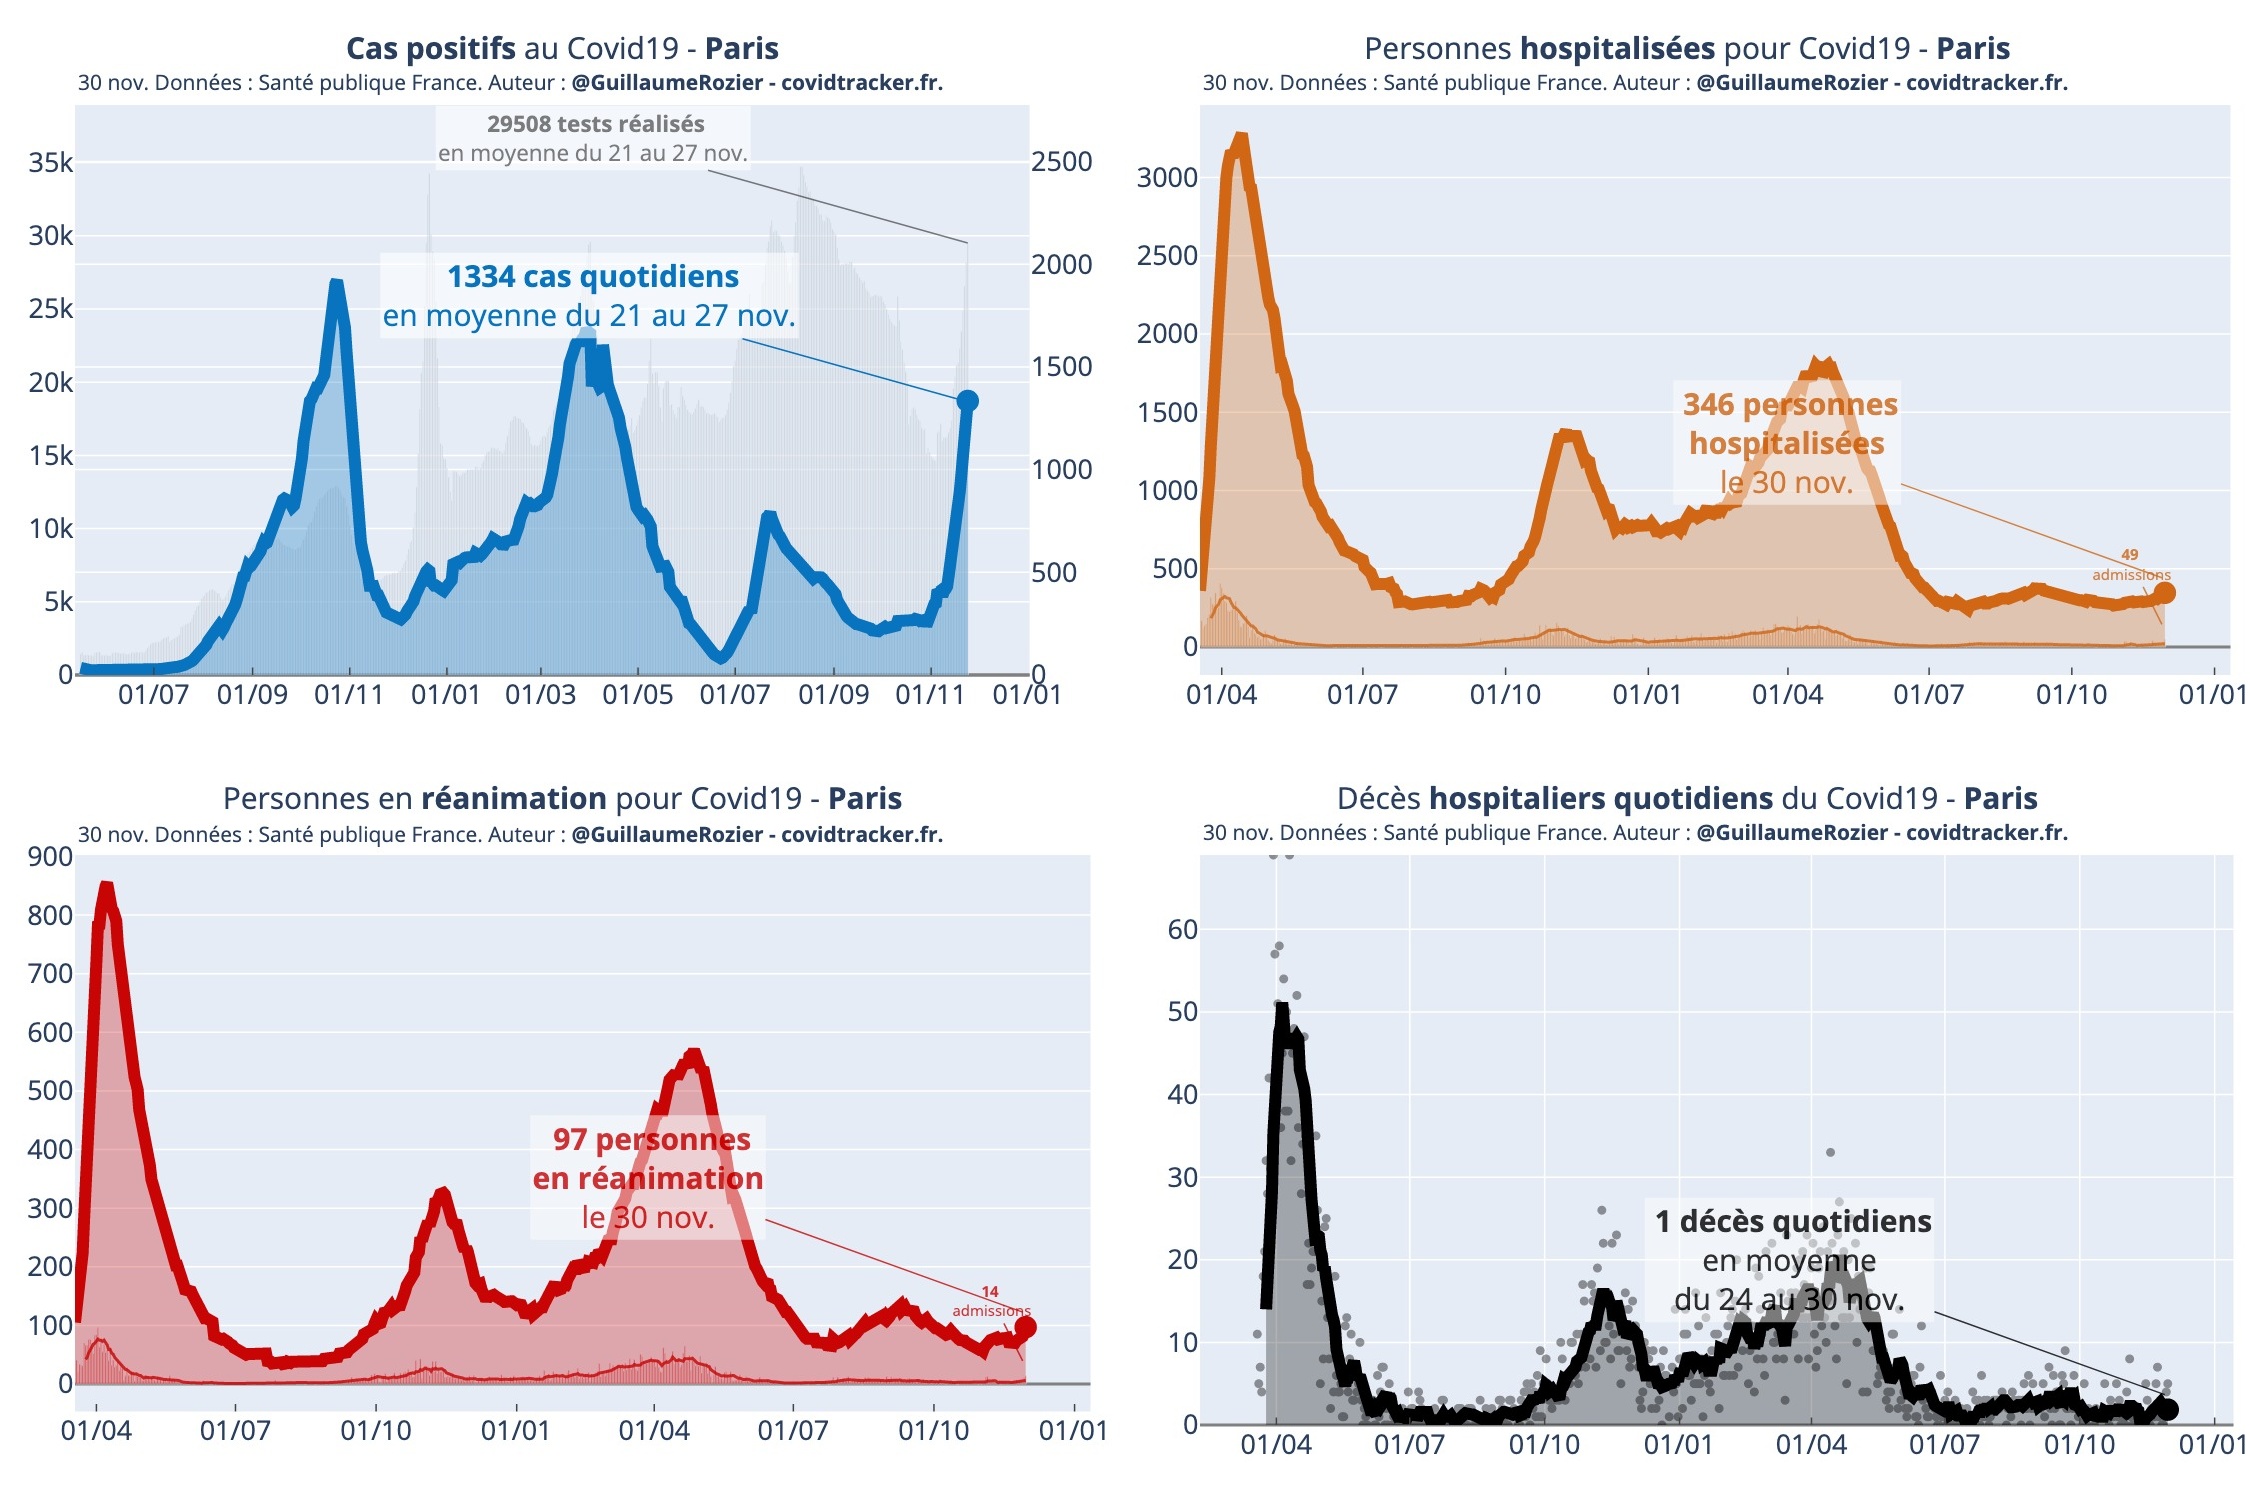 Cas positifs au Covid19 - Paris
30 nov. Données : Santé publique France. Auteur : @GuillaumeRozier - covidtracker.fr.
29508 tests réalisés
en moyenne du 21 au 27 nov.
1334 cas quotidiens
en moyenne du 21 au 27 nov.
35k
30k
25k
20k
15k
10k
5k
0
2500
2000
1500
1000
500
0
01/07 01/09 01/11 01/01 01/03 01/05 01/07 01/09 01/11 01/01
Personnes hospitalisées pour Covid19 - Paris
30 nov. Données : Santé publique France. Auteur : @GuillaumeRozier - covidtracker.fr.
3000
2500
2000
1500
1000
500
0
346 personnes
hospitalisées
le 30 nov.
49
admissions
01/04 01/07 01/10 01/01 01/04 01/07 01/10 01/01
Personnes en réanimation pour Covid19 - Paris
30 nov. Données : Santé publique France. Auteur : @GuillaumeRozier - covidtracker.fr.
900
800
700
600
500
400
300
200
100
0
97 personnes
en réanimation
le 30 nov.
14
admissions
01/04 01/07 01/10 01/01 01/04 01/07 01/10 01/01
Décès hospitaliers quotidiens du Covid19 - Paris
30 nov. Données : Santé publique France. Auteur : @GuillaumeRozier - covidtracker.fr.
60
50
40
30
20
10
0
1 décès quotidiens
en moyenne
du 24 au 30 nov.
01/04 01/07 01/10 01/01 01/04 01/07 01/10 01/01